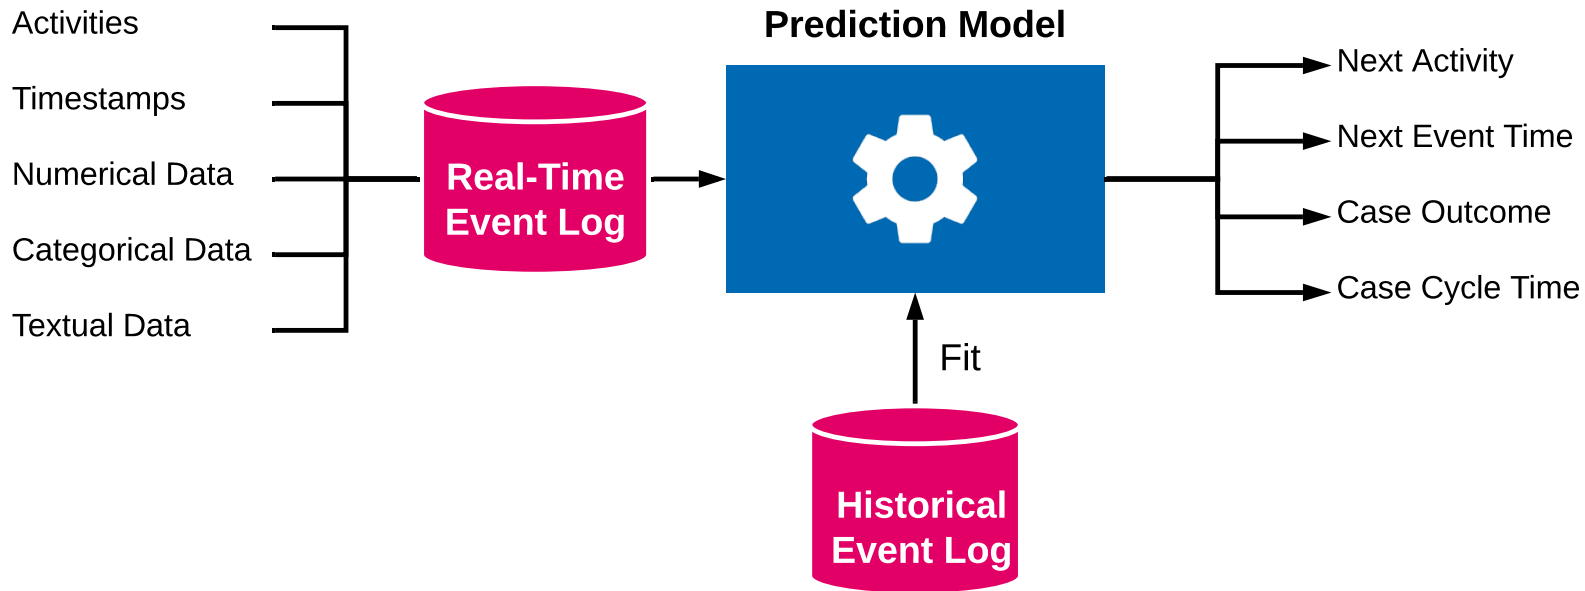 Activities
Timestamps
Numerical Data
Categorical Data
Textual Data
Real-Time
Event Log
Prediction Model
Fit
Historical
Event Log
Next Activity
Next Event Time
Case Outcome
Case Cycle Time